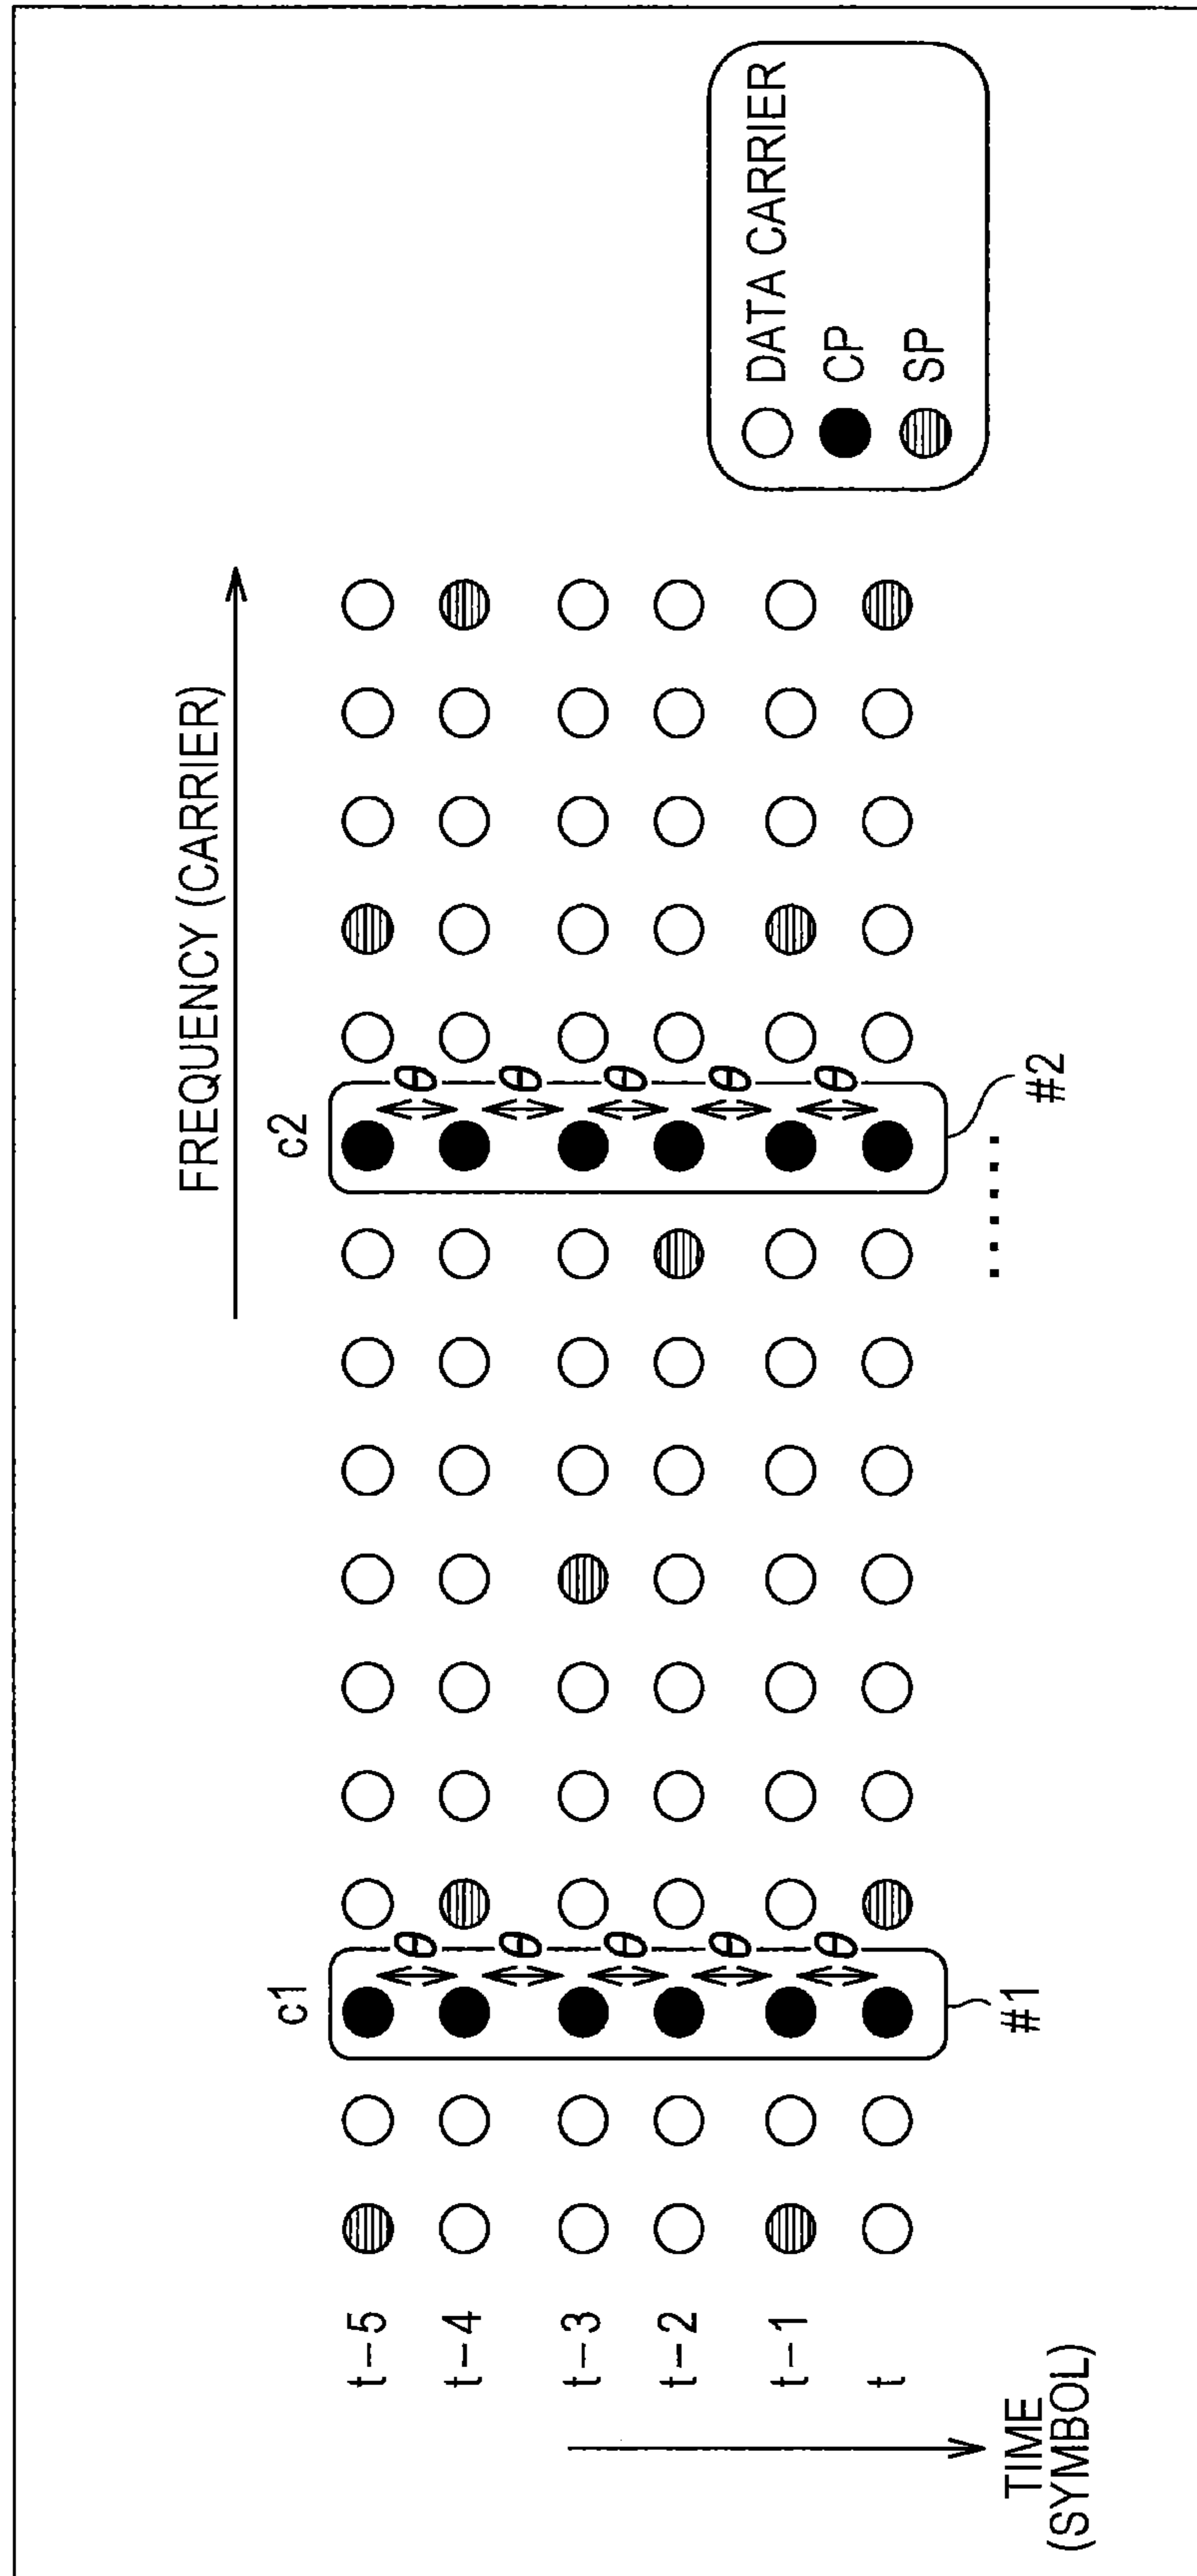 FREQUENCY (CARRIER)
c1
c2
t-5
t-4
t-3
t-2
t-1
t
θ θ
θ θ
θ θ
θ θ
θ θ
#1
#2
......
TIME
(SYMBOL)
DATA CARRIER
CP
SP